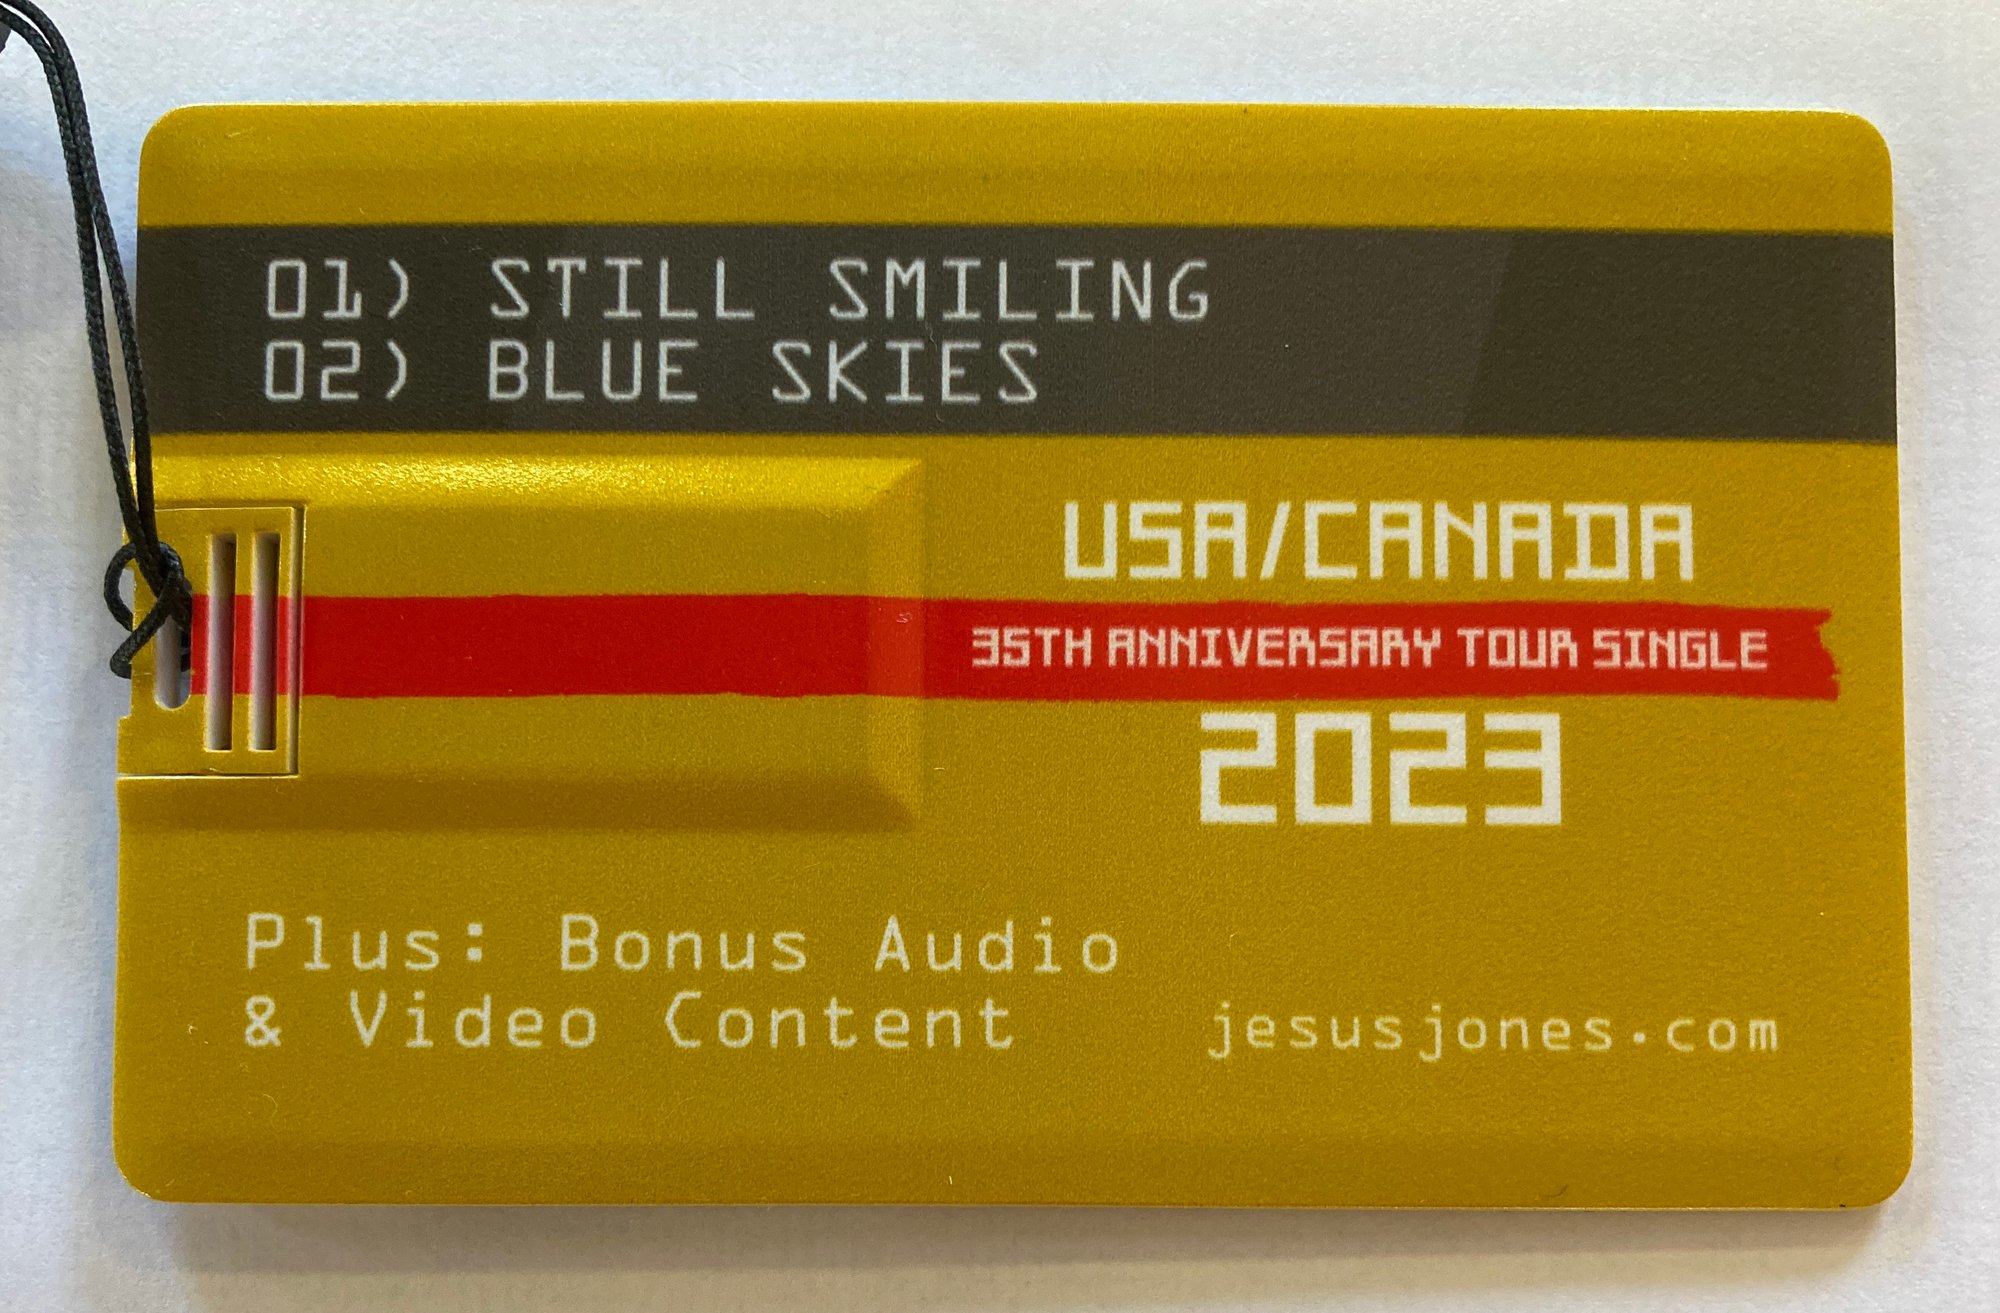 01) STILL SMILING
02) BLUE SKIES
USA/CANADA
35TH ANNIVERSARY TOUR SINGLE
2023
Plus: Bonus Audio
& Video Content
jesusjones.com